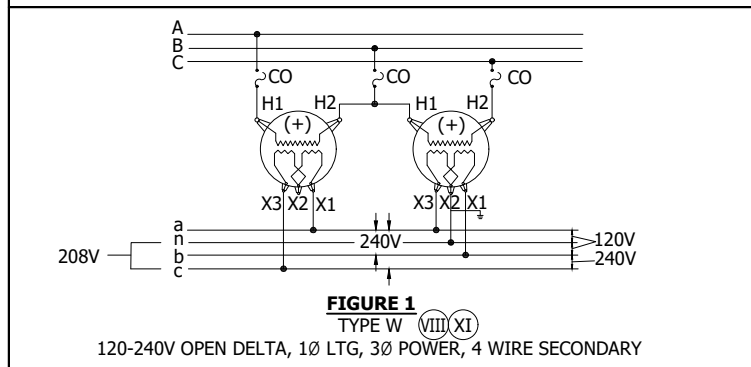 A
B
C
CO CO CO
H1 H2 H1 H2
(+) (+)
X3 X2 X1 X3 X2 X1
a
n
b
c
208V
240V
120V
240V
FIGURE 1
TYPE W VIII XI
120-240V OPEN DELTA, 1Ø LTG, 3Ø POWER, 4 WIRE SECONDARY